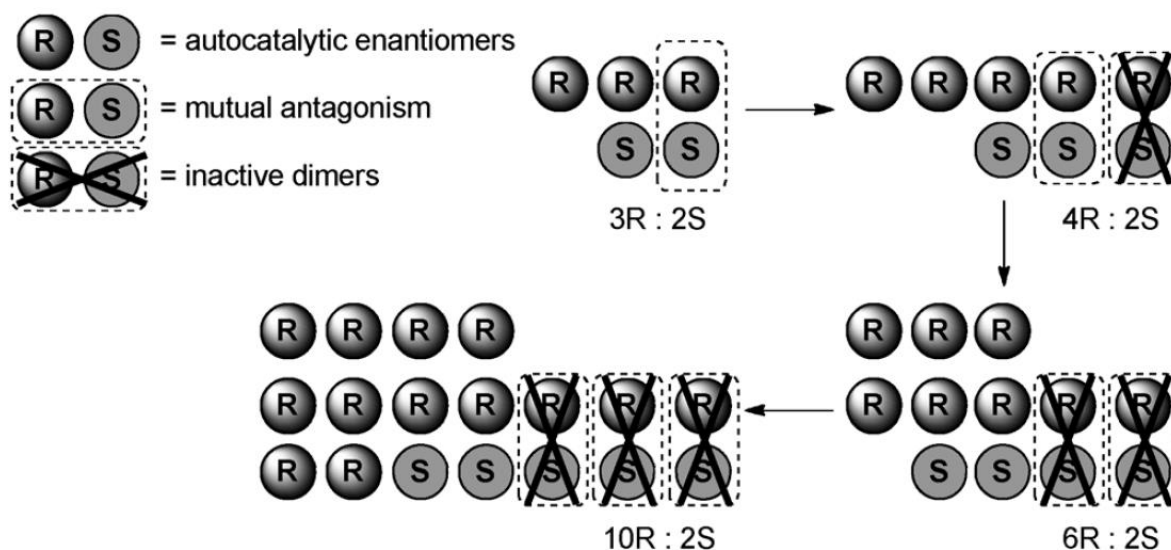 R S = autocatalytic enantiomers
R S = mutual antagonism
R S = inactive dimers
R R R
S S
3R : 2S
R R R R R
S S S
4R : 2S
R R R
R R R R R
S S S S
6R : 2S
R R R R
R R R R R R R
R R S S S S S
10R : 2S